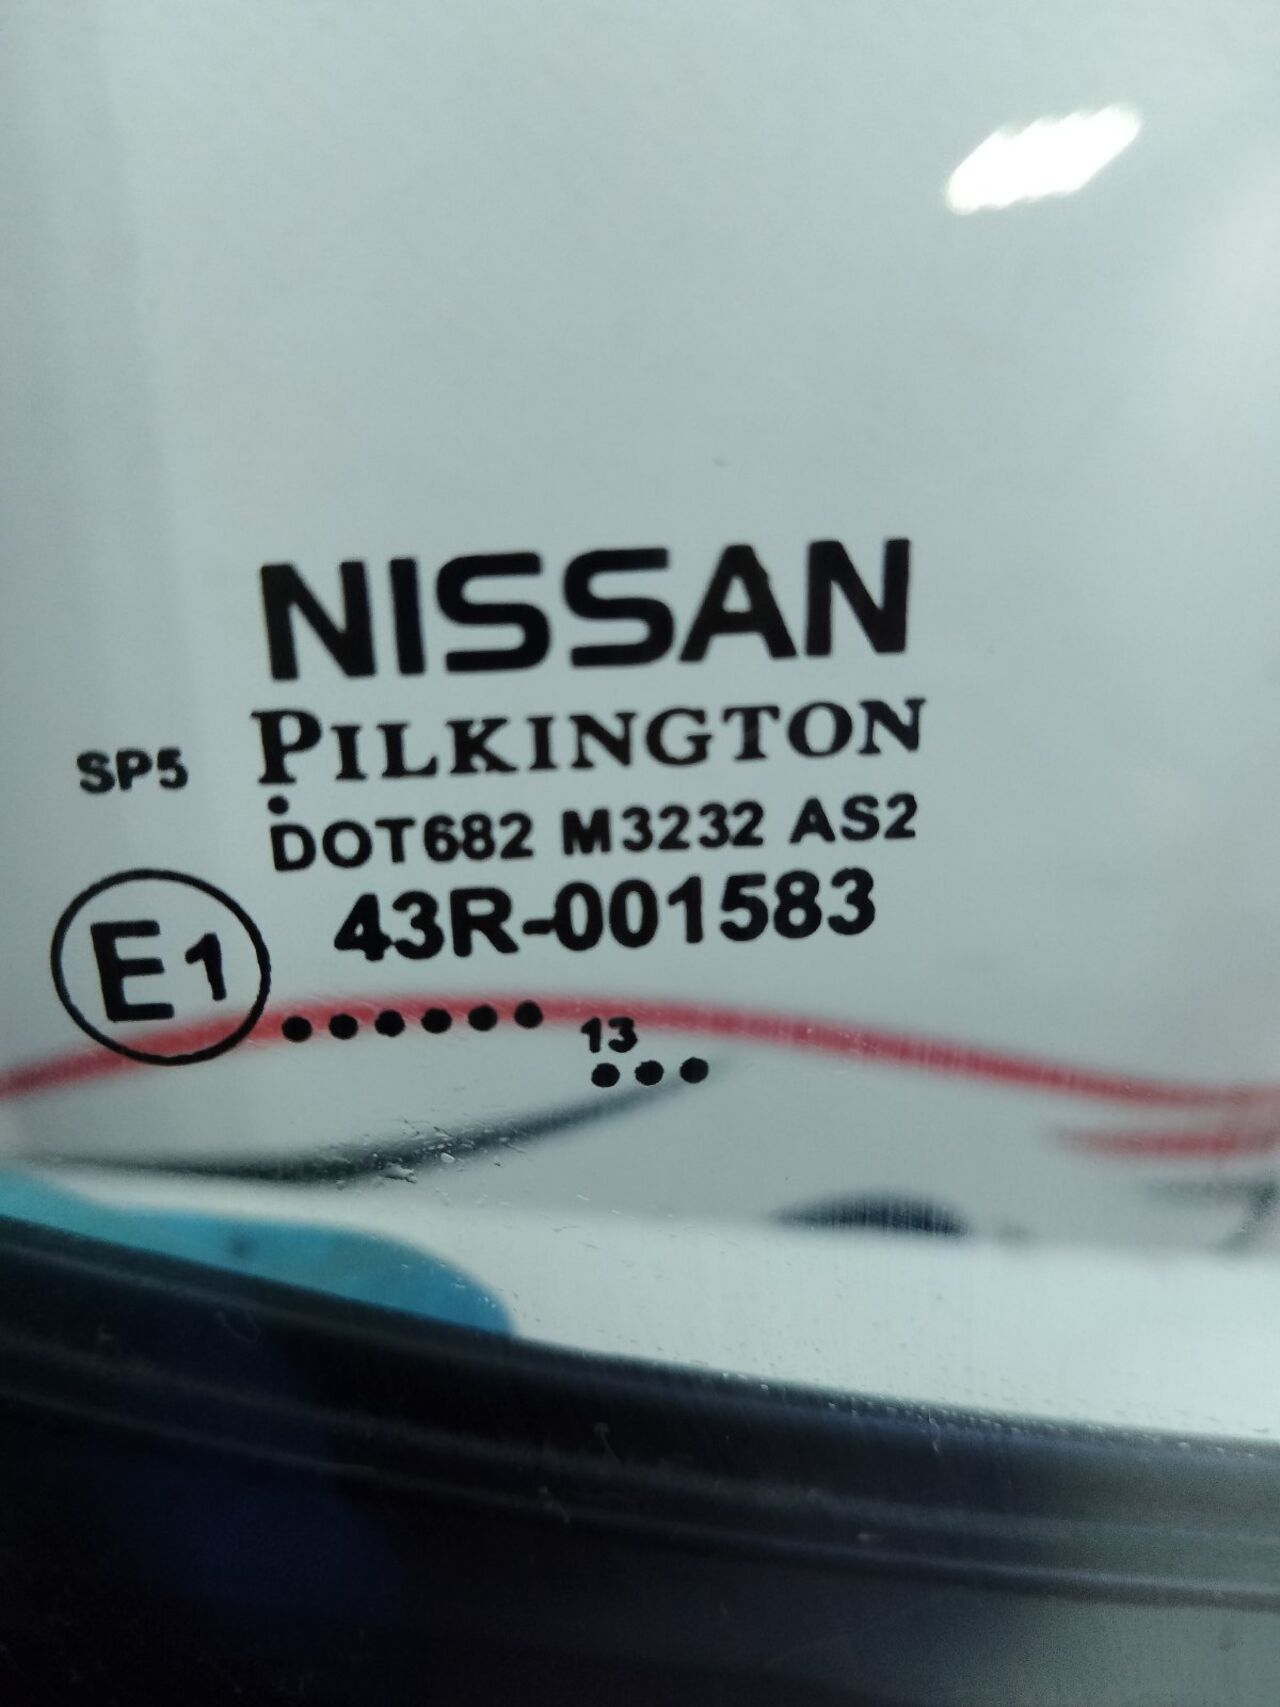 NISSAN
PILKINGTON
SP5
DOT682 M3232 AS2
43R-001583
E1
13